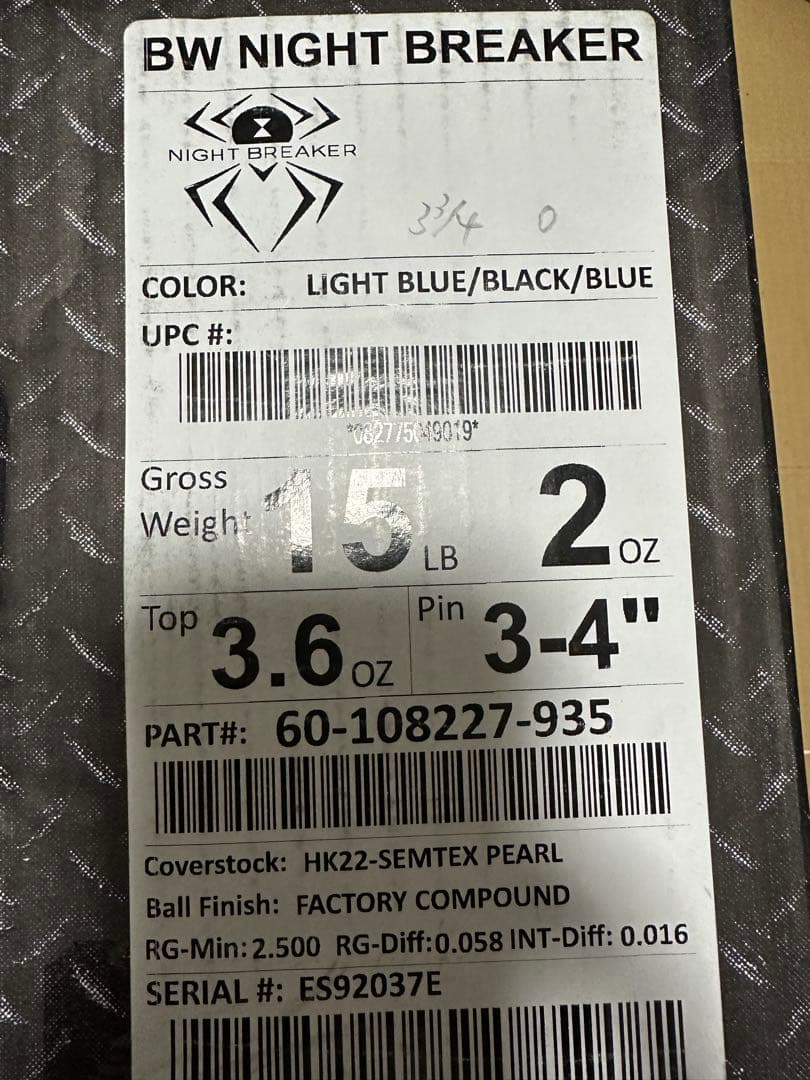 BW NIGHT BREAKER
NIGHT BREAKER
3 3/4 0
COLOR: LIGHT BLUE/BLACK/BLUE
UPC #:
Gross Weight 15 LB 2 OZ
Top 3.6 OZ Pin 3-4"
PART#: 60-108227-935
Coverstock: HK22-SEMTEX PEARL
Ball Finish: FACTORY COMPOUND
RG-Min: 2.500 RG-Diff:0.058 INT-Diff: 0.016
SERIAL #: ES92037E